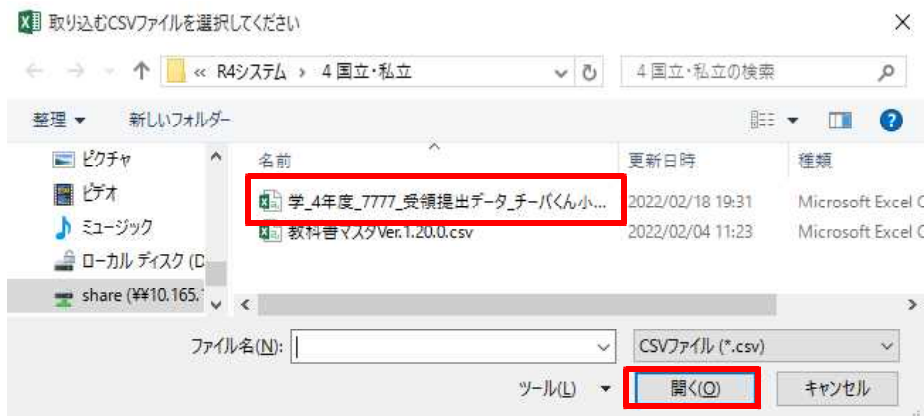 取り込むCSVファイルを選択してください
« R4システム › 4 国立・私立
4 国立・私立の検索
整理
新しいフォルダー
名前
更新日時
種類
ピクチャ
ビデオ
ミュージック
ローカル ディスク (D
share (¥¥10.165.
学_4年度_7777_受領提出データ_チーバくん小...
2022/02/18 19:31
Microsoft Excel C
教科書マスタVer.1.20.0.csv
2022/02/04 11:23
Microsoft Excel C
ファイル名(N):
CSVファイル (*.csv)
ツール(L)
開く(O)
キャンセル